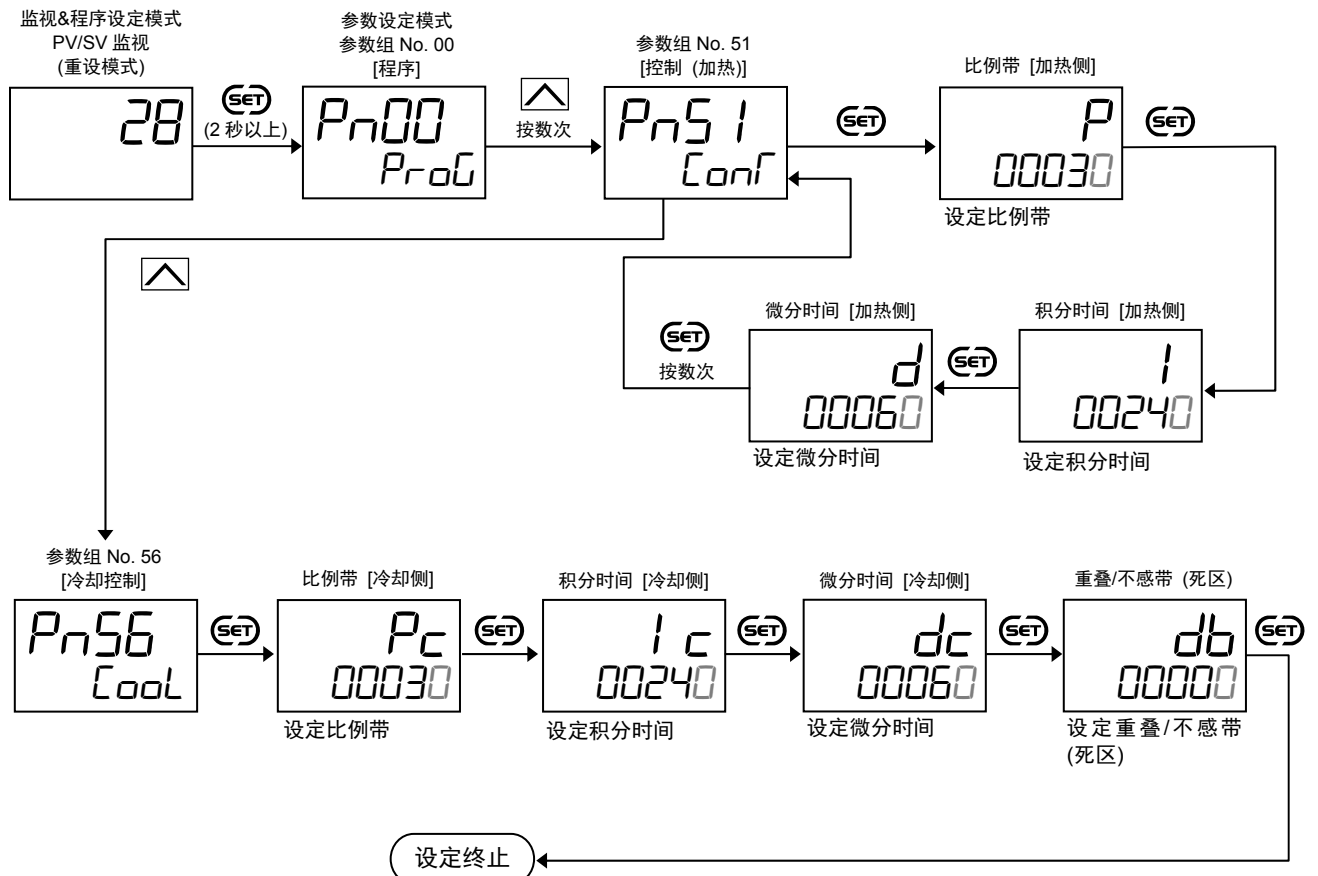 监视&程序设定模式
PV/SV 监视
(重设模式)
28
SET
(2 秒以上)
参数设定模式
参数组 No. 00
[程序]
Pn00
ProG
按数次
参数组 No. 51
[控制 (加热)]
Pn51
Cont
SET
比例带 [加热侧]
P
00030
设定比例带
SET
积分时间 [加热侧]
I
00240
设定积分时间
SET
微分时间 [加热侧]
d
00060
设定微分时间
SET
按数次
参数组 No. 56
[冷却控制]
Pn56
CooL
SET
比例带 [冷却侧]
Pc
00030
设定比例带
SET
积分时间 [冷却侧]
I c
00240
设定积分时间
SET
微分时间 [冷却侧]
dc
00060
设定微分时间
SET
重叠/不感带 (死区)
db
00000
设定重叠/不感带
(死区)
SET
设定终止